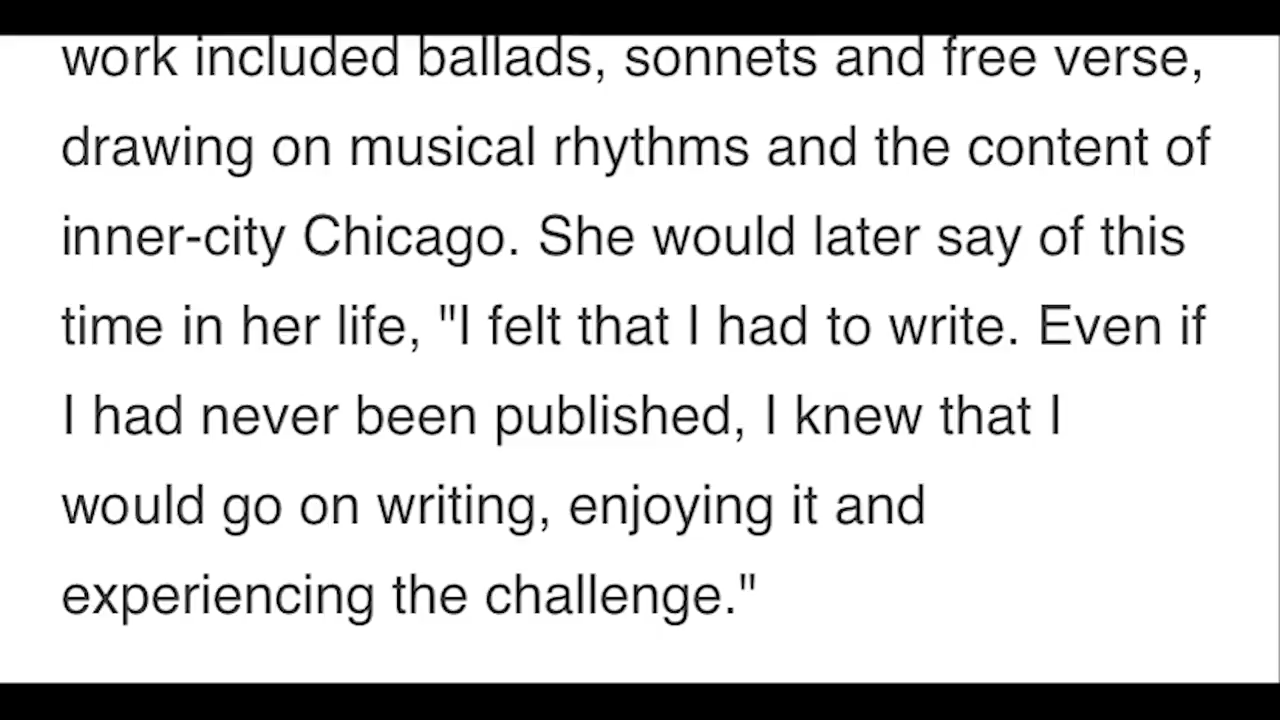 work included ballads, sonnets and free verse,
drawing on musical rhythms and the content of
inner-city Chicago. She would later say of this
time in her life, "I felt that I had to write. Even if
I had never been published, I knew that I
would go on writing, enjoying it and
experiencing the challenge."